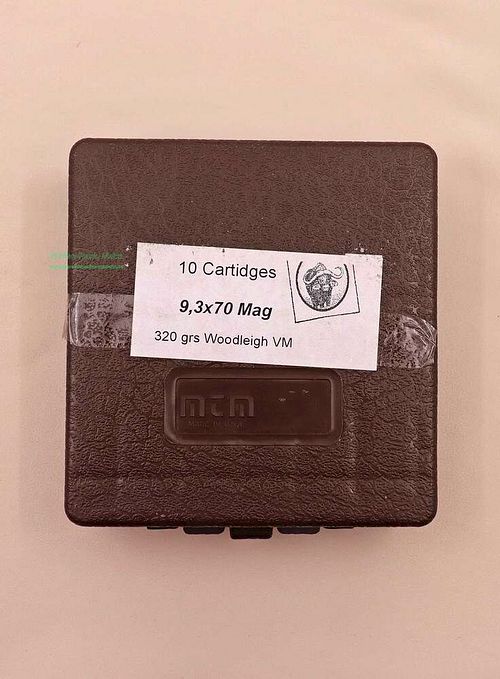 10 Cartidges
9,3x70 Mag
320 grs Woodleigh VM
mtm